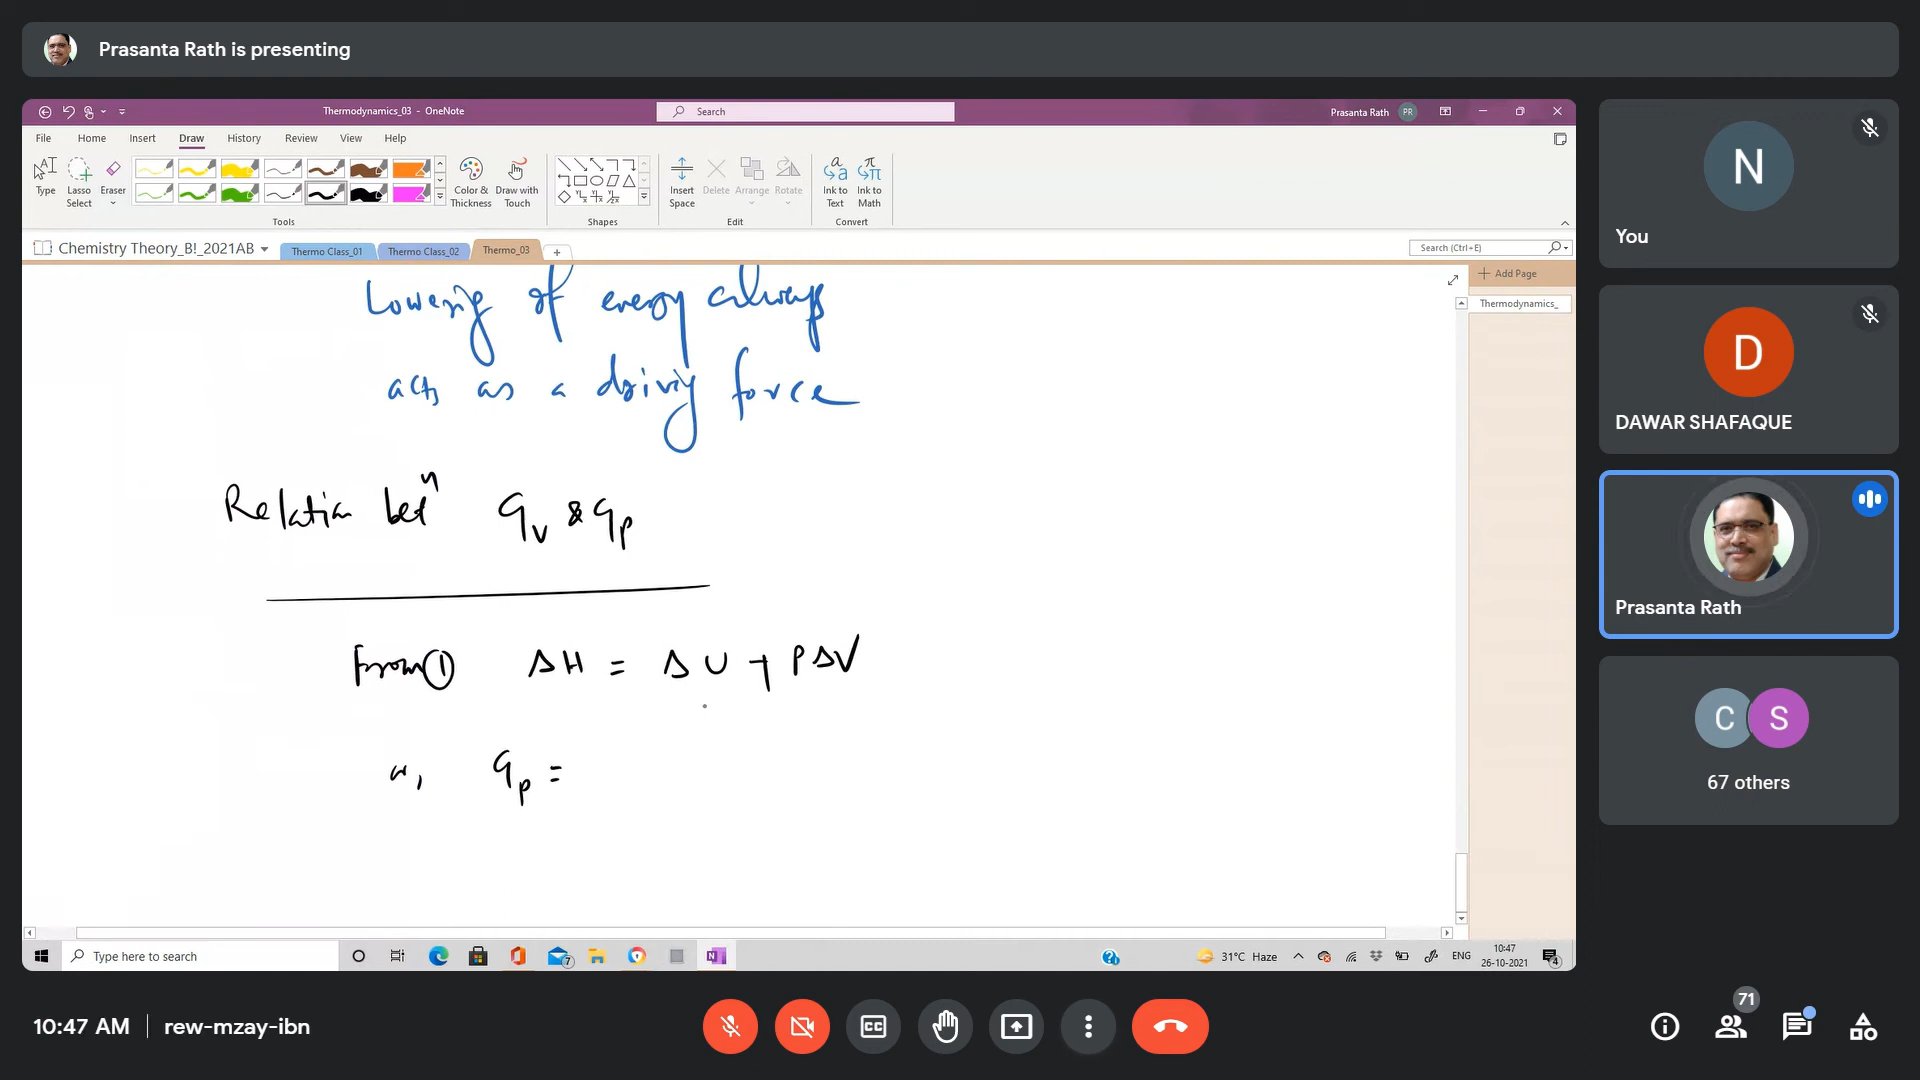 Prasanta Rath is presenting
Thermodynamics_03 - OneNote
Search
Prasanta Rath PR
File Home Insert Draw History Review View Help
Type
Lasso Select
Eraser
Color & Thickness
Draw with Touch
Insert Space
Delete
Arrange
Rotate
Ink to Text
Ink to Math
Tools
Shapes
Edit
Convert
Chemistry Theory_B!_2021AB
Thermo Class_01
Thermo Class_02
Thermo_03
Search (Ctrl+E)
Add Page
Thermodynamics_
Lowering of energy always
acts as a driving force
Relation betⁿ qv & qp
From ① ΔH = ΔU + PΔV
or, qp =
Type here to search
7
31°C Haze
ENG
10:47
26-10-2021
4
N
You
D
DAWAR SHAFAQUE
Prasanta Rath
C S
67 others
10:47 AM | rew-mzay-ibn
71